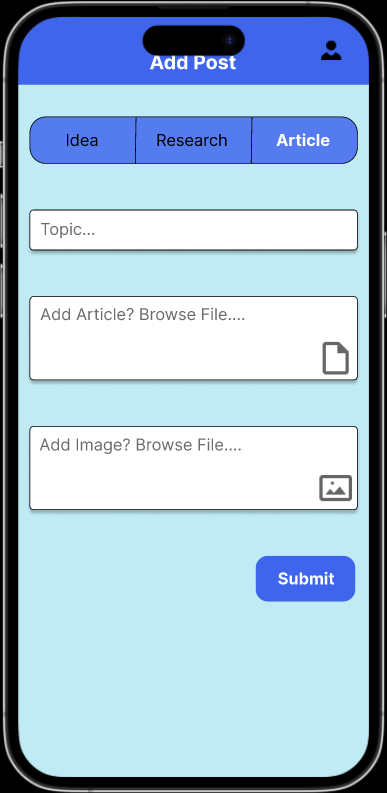 Add Post
Idea Research Article
Topic...
Add Article? Browse File....
Add Image? Browse File....
Submit